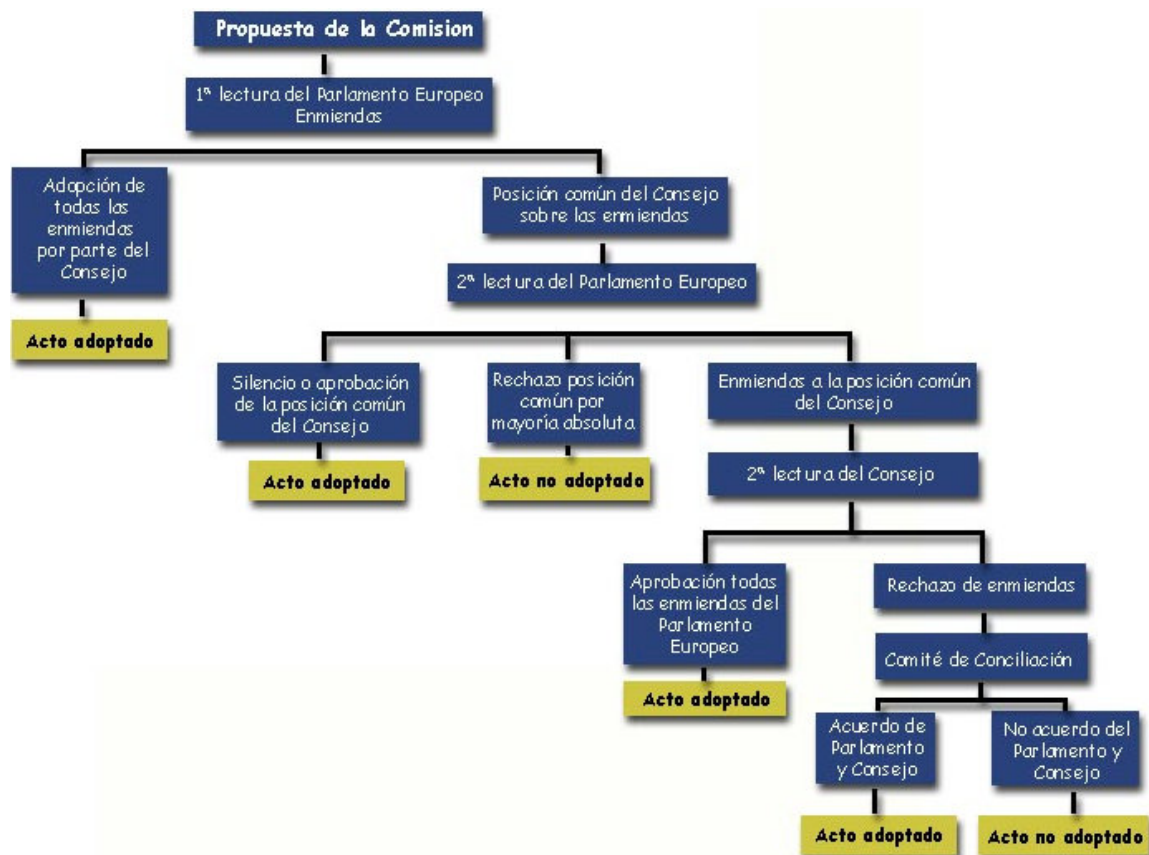 Propuesta de la Comision
1ª lectura del Parlamento Europeo
Enmiendas
Adopción de
todas las
enmiendas
por parte del
Consejo
Acto adoptado
Posición común del Consejo
sobre las enmiendas
2ª lectura del Parlamento Europeo
Silencio o aprobación
de la posición común
del Consejo
Acto adoptado
Rechazo posición
común por
mayoría absoluta
Acto no adoptado
Enmiendas a la posición común
del Consejo
2ª lectura del Consejo
Aprobación todas
las enmiendas del
Parlamento
Europeo
Acto adoptado
Rechazo de enmiendas
Comité de Conciliación
Acuerdo de
Parlamento
y Consejo
Acto adoptado
No acuerdo del
Parlamento y
Consejo
Acto no adoptado